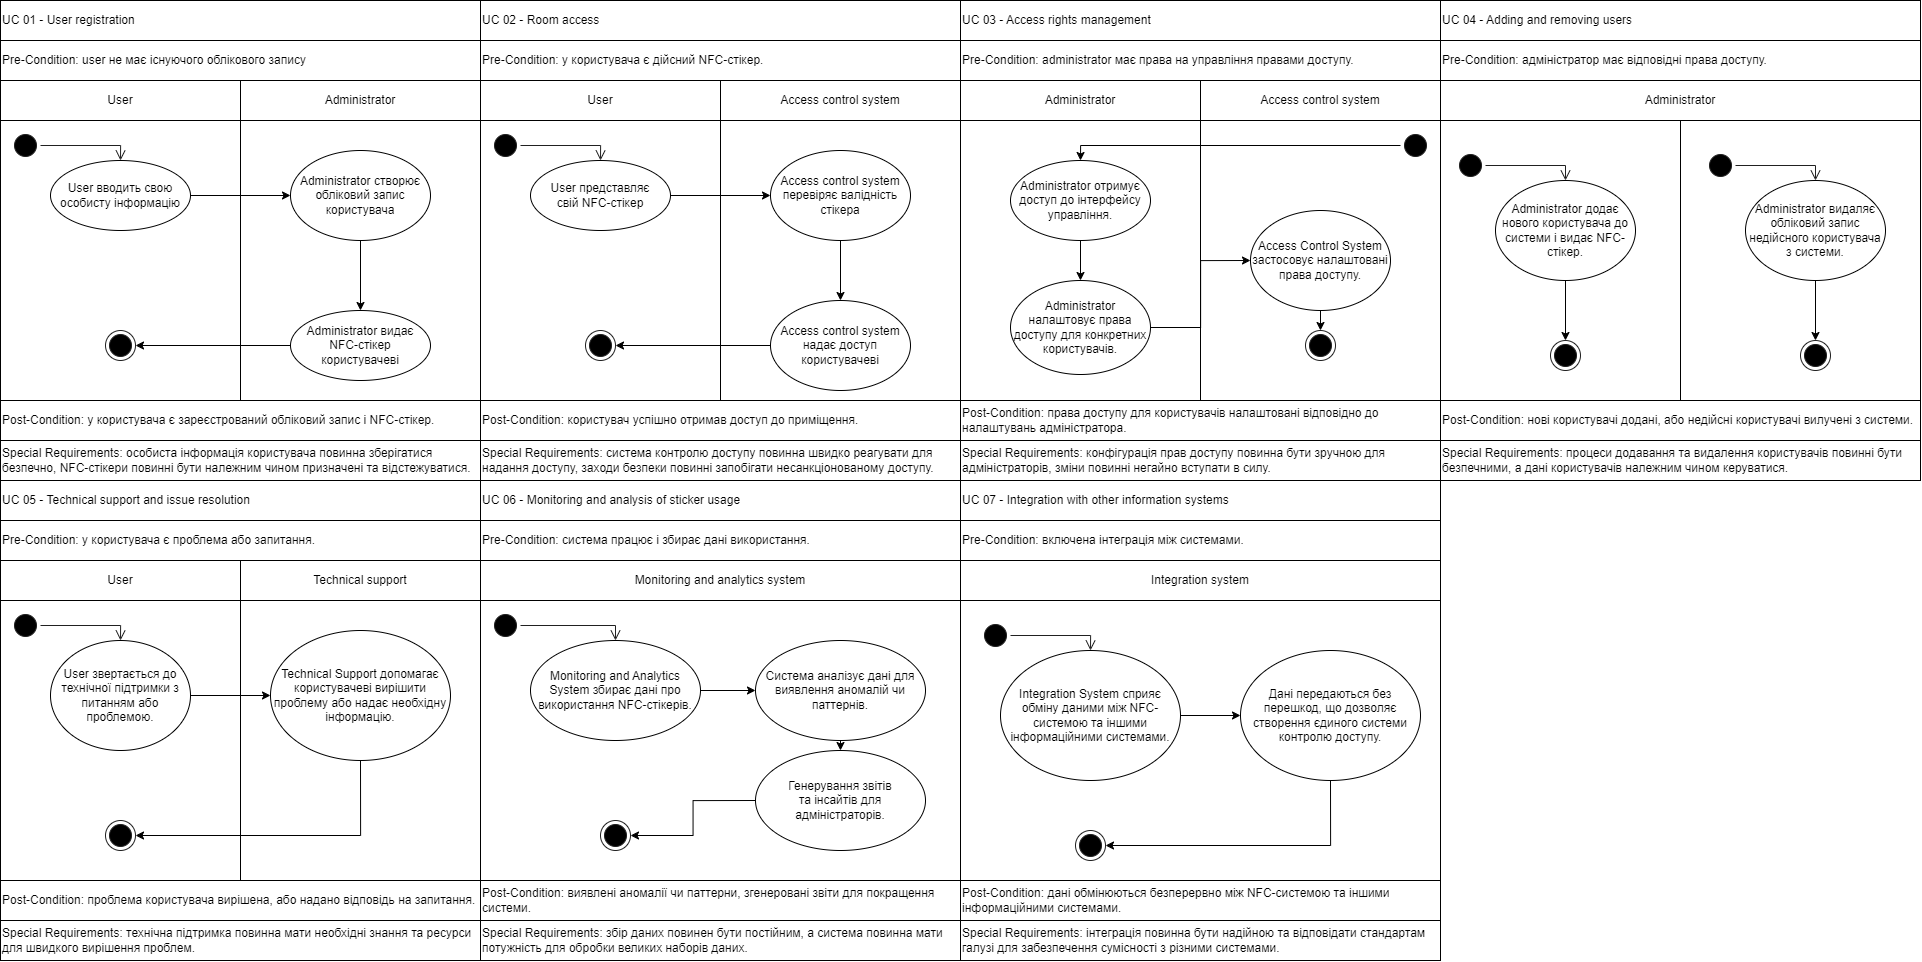 UC 01 - User registration
Pre-Condition: user не має існуючого облікового запису
User
Administrator
User вводить свою
особисту інформацію
Administrator створює
обліковий запис
користувача
Administrator видає
NFC-стікер
користувачеві
Post-Condition: у користувача є зареєстрований обліковий запис і NFC-стікер.
Special Requirements: особиста інформація користувача повинна зберігатися
безпечно, NFC-стікери повинні бути належним чином призначені та відстежуватися.
UC 02 - Room access
Pre-Condition: у користувача є дійсний NFC-стікер.
User
Access control system
User представляє
свій NFC-стікер
Access control system
перевіряє валідність
стікера
Access control system
надає доступ
користувачеві
Post-Condition: користувач успішно отримав доступ до приміщення.
Special Requirements: система контролю доступу повинна швидко реагувати для
надання доступу, заходи безпеки повинні запобігати несанкціонованому доступу.
UC 03 - Access rights management
Pre-Condition: administrator має права на управління правами доступу.
Administrator
Access control system
Administrator отримує
доступ до інтерфейсу
управління.
Administrator
налаштовує права
доступу для конкретних
користувачів.
Access Control System
застосовує налаштовані
права доступу.
Post-Condition: права доступу для користувачів налаштовані відповідно до
налаштувань адміністратора.
Special Requirements: конфігурація прав доступу повинна бути зручною для
адміністраторів, зміни повинні негайно вступати в силу.
UC 04 - Adding and removing users
Pre-Condition: адміністратор має відповідні права доступу.
Administrator
Administrator додає
нового користувача до
системи і видає NFC-
стікер.
Administrator видаляє
обліковий запис
недійсного користувача
з системи.
Post-Condition: нові користувачі додані, або недійсні користувачі вилучені з системи.
Special Requirements: процеси додавання та видалення користувачів повинні бути
безпечними, а дані користувачів належним чином керуватися.
UC 05 - Technical support and issue resolution
Pre-Condition: у користувача є проблема або запитання.
User
Technical support
User звертається до
технічної підтримки з
питанням або
проблемою.
Technical Support допомагає
користувачеві вирішити
проблему або надає необхідну
інформацію.
Post-Condition: проблема користувача вирішена, або надано відповідь на запитання.
Special Requirements: технічна підтримка повинна мати необхідні знання та ресурси
для швидкого вирішення проблем.
UC 06 - Monitoring and analysis of sticker usage
Pre-Condition: система працює і збирає дані використання.
Monitoring and analytics system
Monitoring and Analytics
System збирає дані про
використання NFC-стікерів.
Система аналізує дані для
виявлення аномалій чи
паттернів.
Генерування звітів
та інсайтів для
адміністраторів.
Post-Condition: виявлені аномалії чи паттерни, згенеровані звіти для покращення
системи.
Special Requirements: збір даних повинен бути постійним, а система повинна мати
потужність для обробки великих наборів даних.
UC 07 - Integration with other information systems
Pre-Condition: включена інтеграція між системами.
Integration system
Integration System сприяє
обміну даними між NFC-
системою та іншими
інформаційними системами.
Дані передаються без
перешкод, що дозволяє
створення єдиного системи
контролю доступу.
Post-Condition: дані обмінюються безперервно між NFC-системою та іншими
інформаційними системами.
Special Requirements: інтеграція повинна бути надійною та відповідати стандартам
галузі для забезпечення сумісності з різними системами.